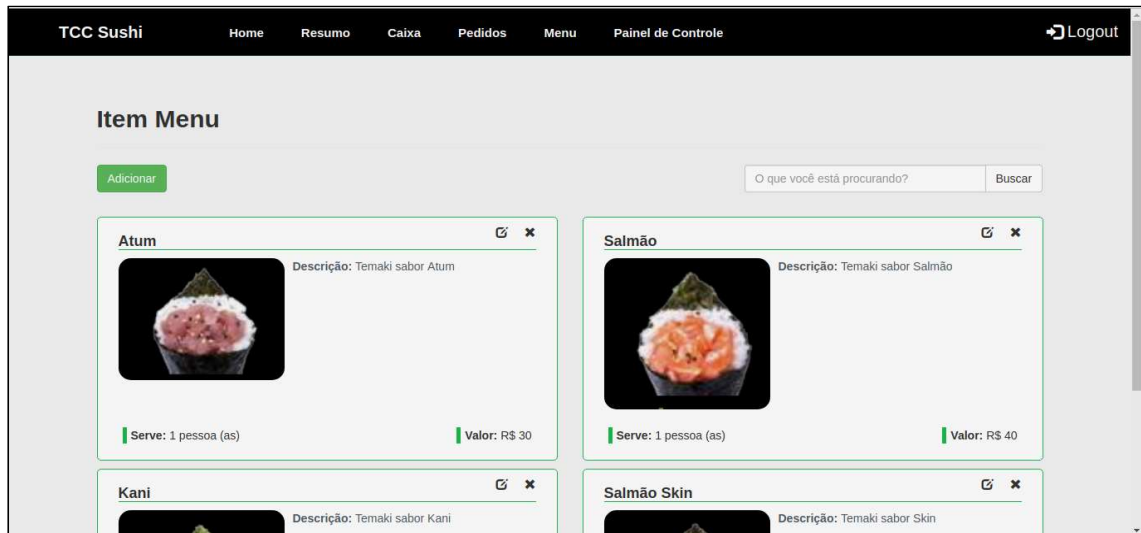 TCC Sushi Home Resumo Caixa Pedidos Menu Painel de Controle Logout
Item Menu
Adicionar O que você está procurando? Buscar
Atum
Descrição: Temaki sabor Atum
Serve: 1 pessoa (as) Valor: R$ 30
Salmão
Descrição: Temaki sabor Salmão
Serve: 1 pessoa (as) Valor: R$ 40
Kani
Descrição: Temaki sabor Kani
Salmão Skin
Descrição: Temaki sabor Skin